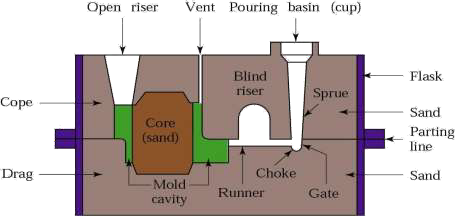 Open riser
Vent
Pouring basin (cup)
Flask
Blind
riser
Sprue
Cope
Core
(sand)
Sand
Parting
line
Drag
Mold
cavity
Runner
Choke
Gate
Sand